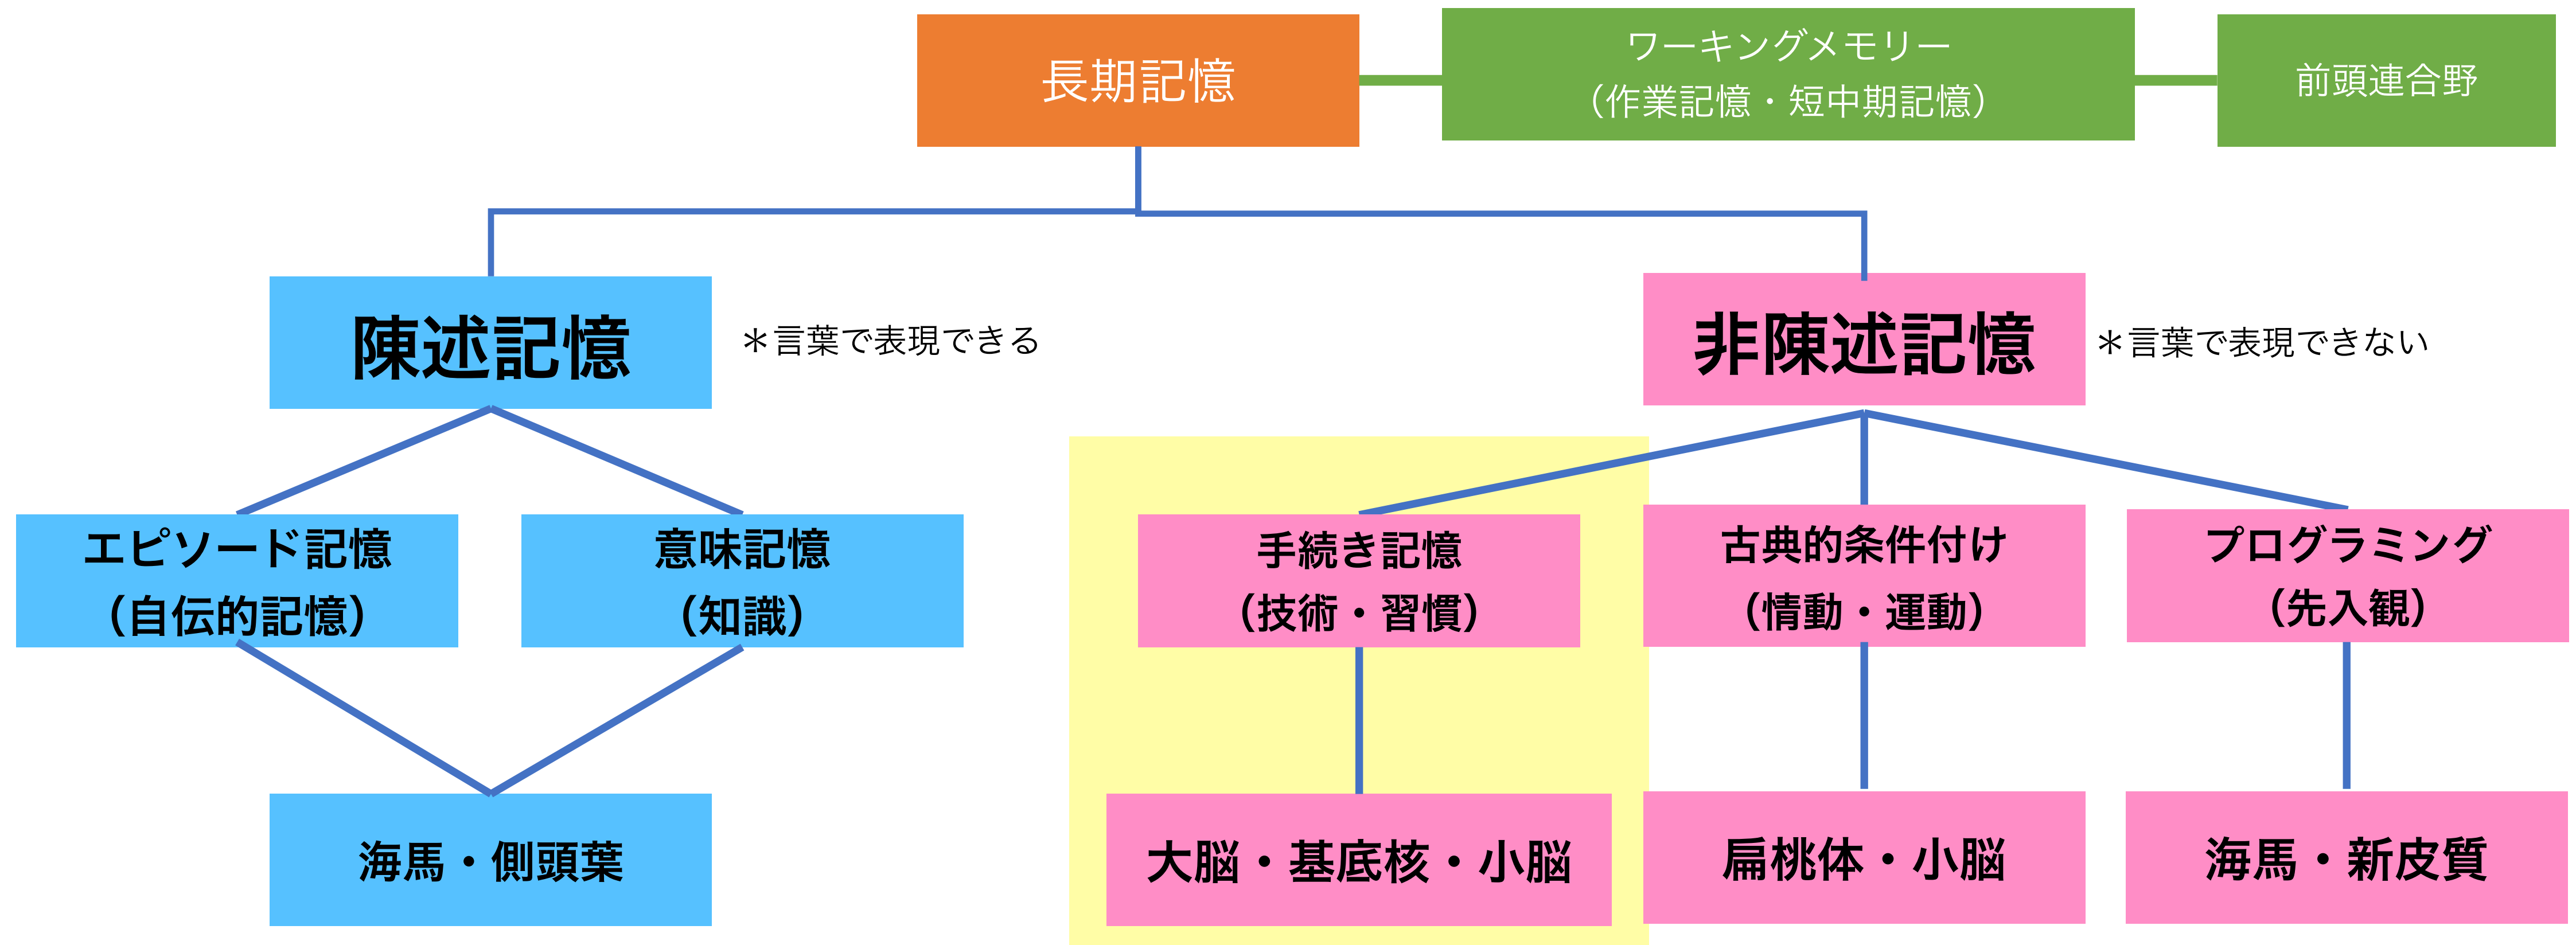 長期記憶
ワーキングメモリー
（作業記憶・短中期記憶）
前頭連合野
陳述記憶
＊言葉で表現できる
非陳述記憶
＊言葉で表現できない
エピソード記憶
（自伝的記憶）
意味記憶
（知識）
手続き記憶
（技術・習慣）
古典的条件付け
（情動・運動）
プログラミング
（先入観）
海馬・側頭葉
大脳・基底核・小脳
扁桃体・小脳
海馬・新皮質